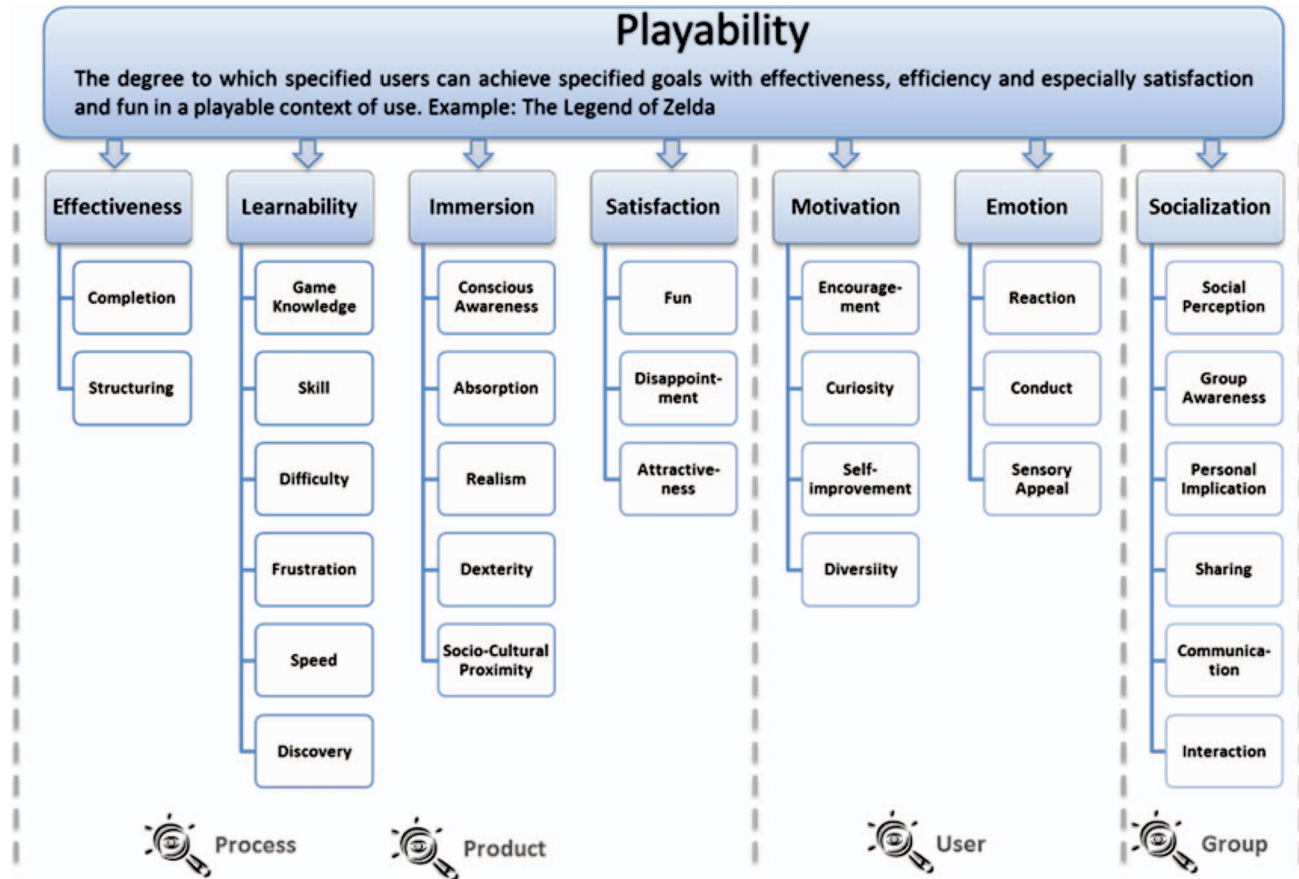 Playability
The degree to which specified users can achieve specified goals with effectiveness, efficiency and especially satisfaction
and fun in a playable context of use. Example: The Legend of Zelda
Effectiveness
Completion
Structuring
Learnability
Game
Knowledge
Skill
Difficulty
Frustration
Speed
Discovery
Immersion
Conscious
Awareness
Absorption
Realism
Dexterity
Socio-Cultural
Proximity
Satisfaction
Fun
Disappoint-
ment
Attractive-
ness
Motivation
Encourage-
ment
Curiosity
Self-
improvement
Diversiity
Emotion
Reaction
Conduct
Sensory
Appeal
Socialization
Social
Perception
Group
Awareness
Personal
Implication
Sharing
Communica-
tion
Interaction
Process
Product
User
Group